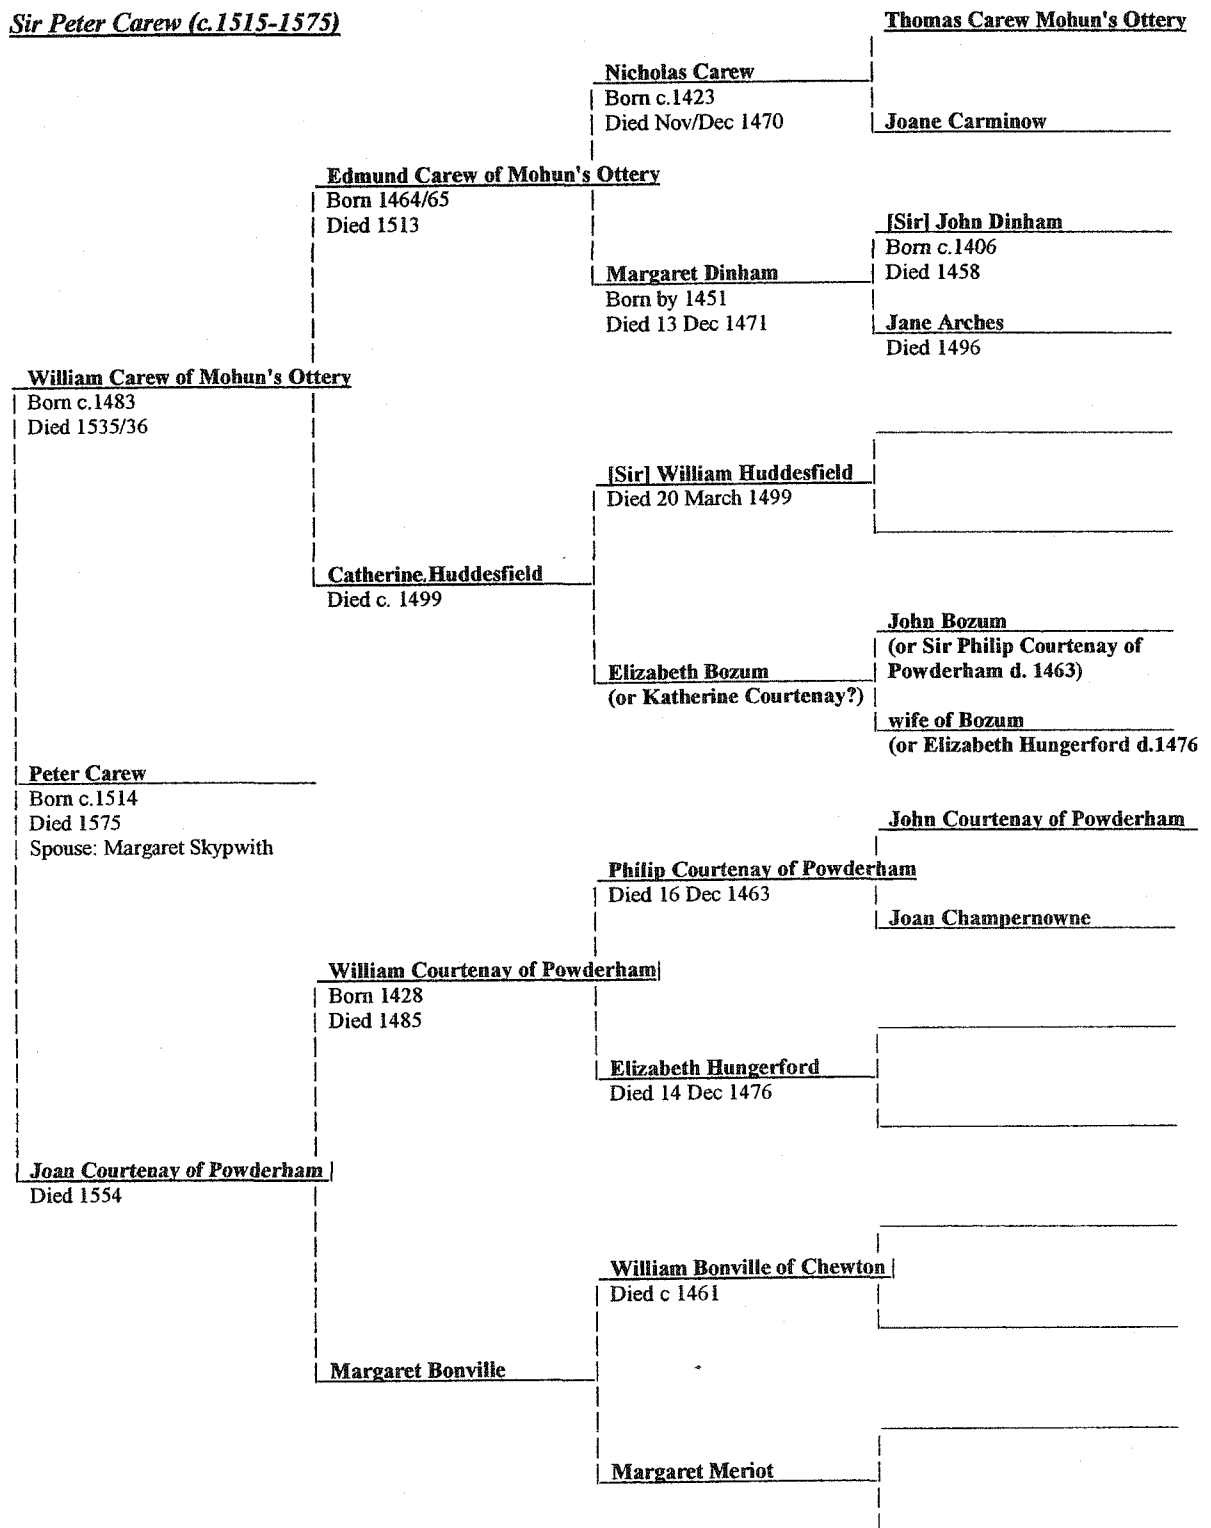 Sir Peter Carew (c.1515-1575)
Thomas Carew Mohun's Ottery
Nicholas Carew
Born c.1423
Died Nov/Dec 1470
Joane Carminow
Edmund Carew of Mohun's Ottery
Born 1464/65
Died 1513
[Sir] John Dinham
Born c.1406
Died 1458
Margaret Dinham
Born by 1451
Died 13 Dec 1471
Jane Arches
Died 1496
William Carew of Mohun's Ottery
Born c.1483
Died 1535/36
[Sir] William Huddesfield
Died 20 March 1499
Catherine Huddesfield
Died c. 1499
John Bozum
(or Sir Philip Courtenay of
Powderham d. 1463)
Elizabeth Bozum
(or Katherine Courtenay?)
wife of Bozum
(or Elizabeth Hungerford d.1476
Peter Carew
Born c.1514
Died 1575
Spouse: Margaret Skypwith
John Courtenay of Powderham
Philip Courtenay of Powderham
Died 16 Dec 1463
Joan Champernowne
William Courtenay of Powderham
Born 1428
Died 1485
Elizabeth Hungerford
Died 14 Dec 1476
Joan Courtenay of Powderham
Died 1554
William Bonville of Chewton
Died c 1461
Margaret Bonville
Margaret Meriot